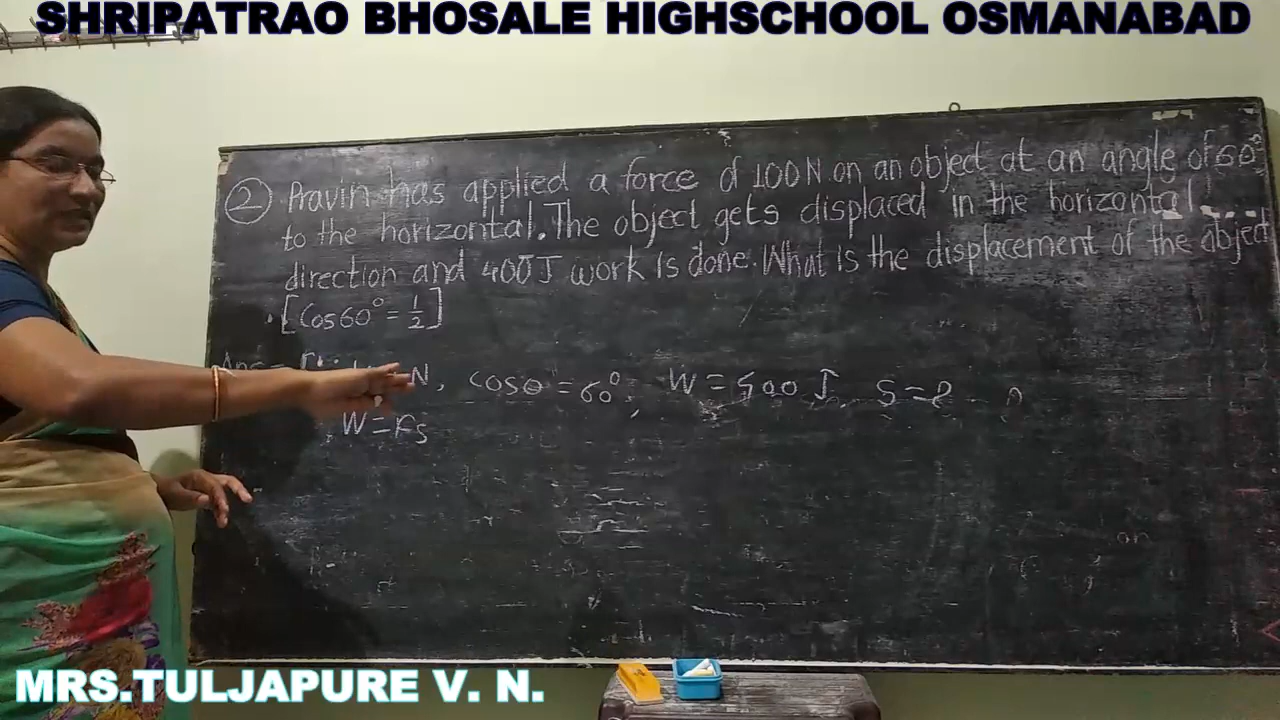 SHRIPATRAO BHOSALE HIGHSCHOOL OSMANABAD
2 Pravin has applied a force of 100N on an object at an angle of 60°
to the horizontal. The object gets displaced in the horizontal
direction and 400J work is done. What is the displacement of the object
[Cos60° = 1/2]
N, cosθ = 60°, W = 400 J, S = ?
W = Fs
MRS.TULJAPURE V. N.